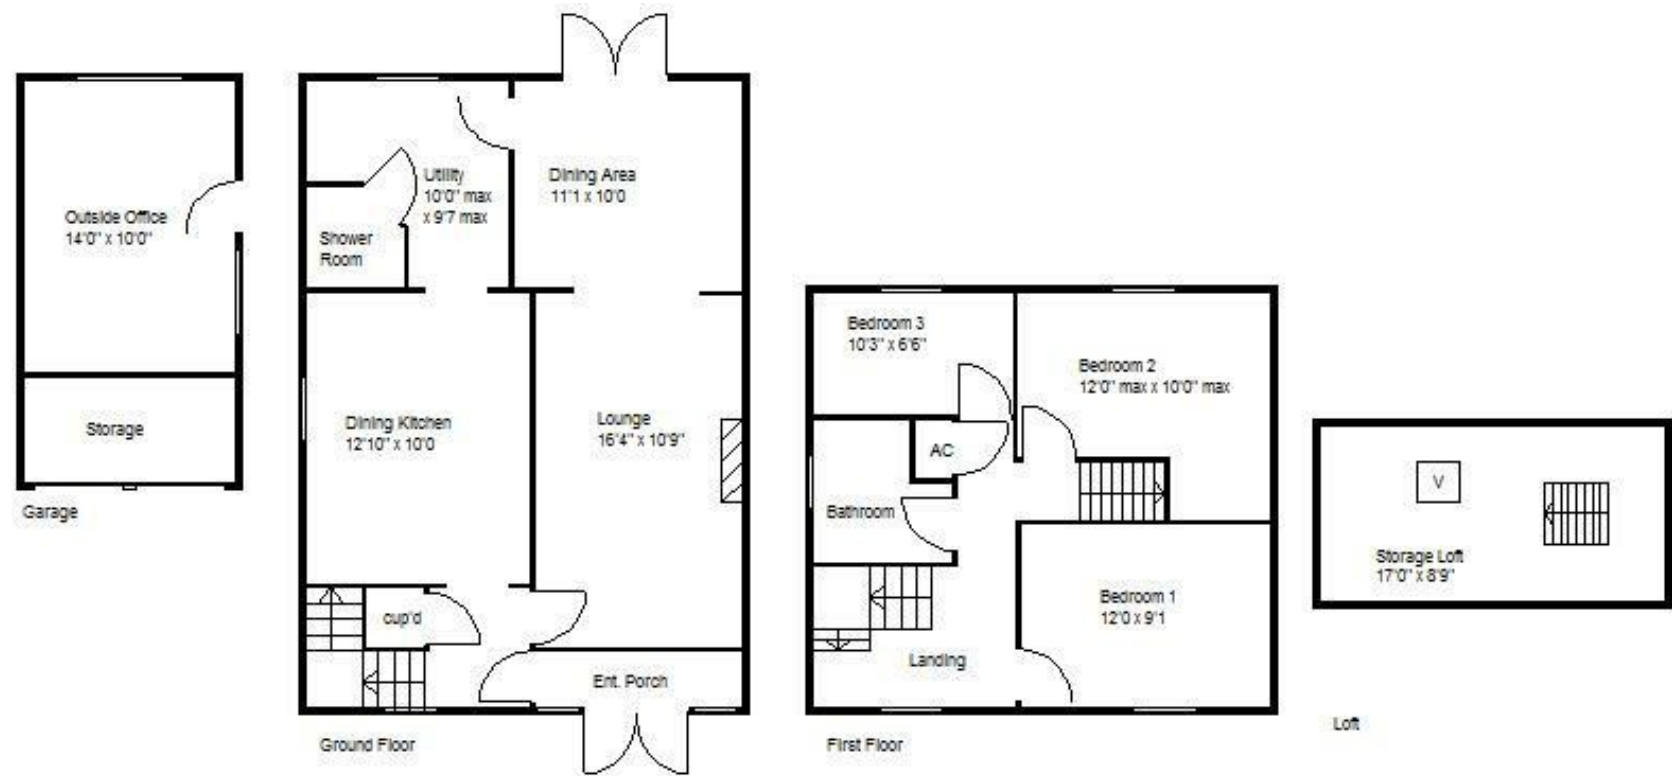 Outside Office
14'0" x 10'0"
Storage
Garage
Utility
10'0" max
x 9'7 max
Dining Area
11'1 x 10'0
Shower
Room
Dining Kitchen
12'10" x 10'0
Lounge
16'4" x 10'9"
cup'd
Ent. Porch
Ground Floor
Bedroom 3
10'3" x 6'6"
Bedroom 2
12'0" max x 10'0" max
AC
Bathroom
Bedroom 1
12'0 x 9'1
Landing
First Floor
V
Storage Loft
17'0" x 8'9"
Loft